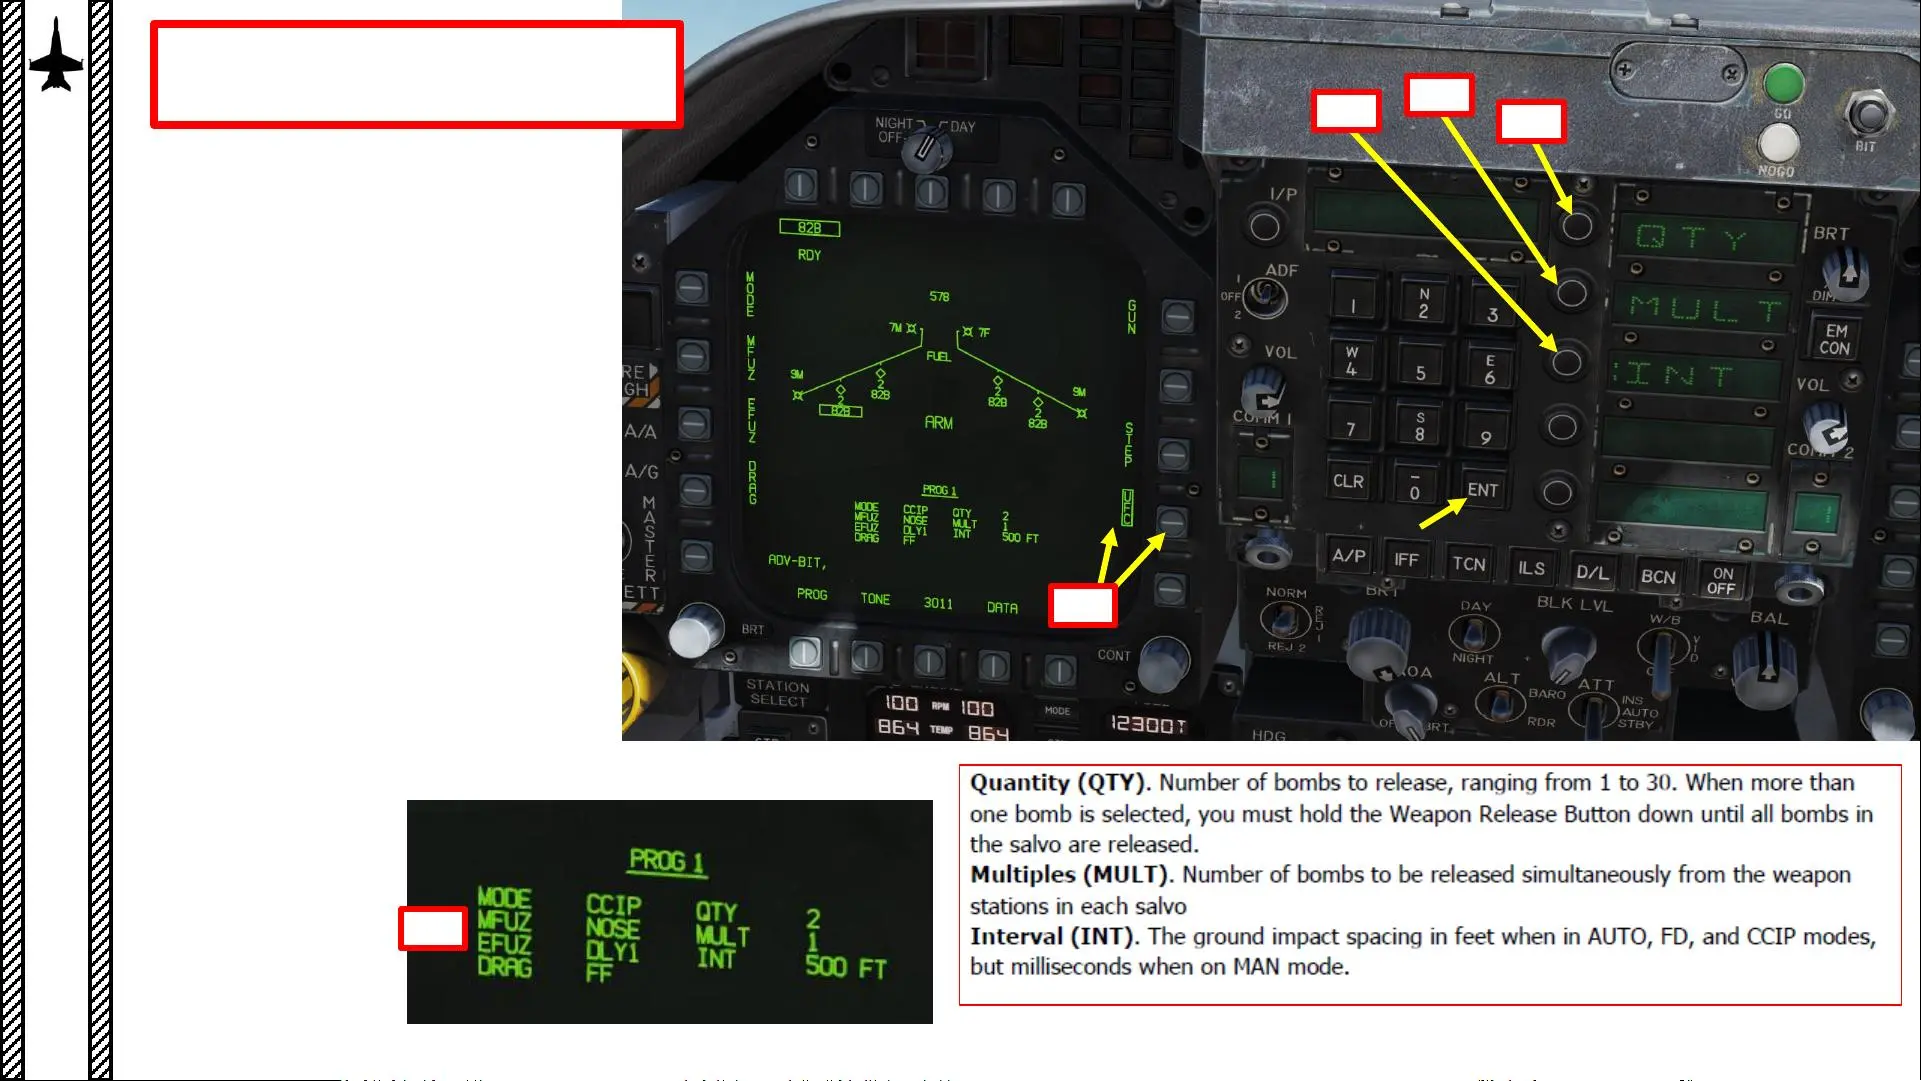 NIGHT
DAY
OFF
82B
RDY
MODE
MFUZ
EFUZ
DRAG
GUN
STEP
UFC
578
7M
7F
FUEL
9M
9M
2
82B
2
82B
2
82B
2
82B
ARM
PROG 1
MODE CCIP QTY 2
MFUZ NOSE MULT 1
EFUZ DLY1 INT 500 FT
DRAG FF
ADV-BIT,
PROG TONE 3011 DATA
BRT
CONT
A/A
A/G
MASTER
STATION
SELECT
100 RPM 100
864 TEMP 864
MODE
12300T
HDG
GO
NOGO
BIT
I/P
ADF
1
OFF
2
VOL
COMM 1
1
N
2
3
W
4
5
E
6
7
S
8
9
CLR
-
0
ENT
QTY
MULT
:INT
BRT
DIM
EM
CON
VOL
COMM 2
A/P
IFF
TCN
ILS
D/L
BCN
ON
OFF
NORM
REJ 1
REJ 2
BRT
DAY
NIGHT
BLK LVL
W/B
VID
BAL
AOA
BRT
ALT
BARO
RDR
ATT
INS
AUTO
STBY
PROG 1
MODE CCIP QTY 2
MFUZ NOSE MULT 1
EFUZ DLY1 INT 500 FT
DRAG FF
Quantity (QTY). Number of bombs to release, ranging from 1 to 30. When more than
one bomb is selected, you must hold the Weapon Release Button down until all bombs in
the salvo are released.
Multiples (MULT). Number of bombs to be released simultaneously from the weapon
stations in each salvo
Interval (INT). The ground impact spacing in feet when in AUTO, FD, and CCIP modes,
but milliseconds when on MAN mode.